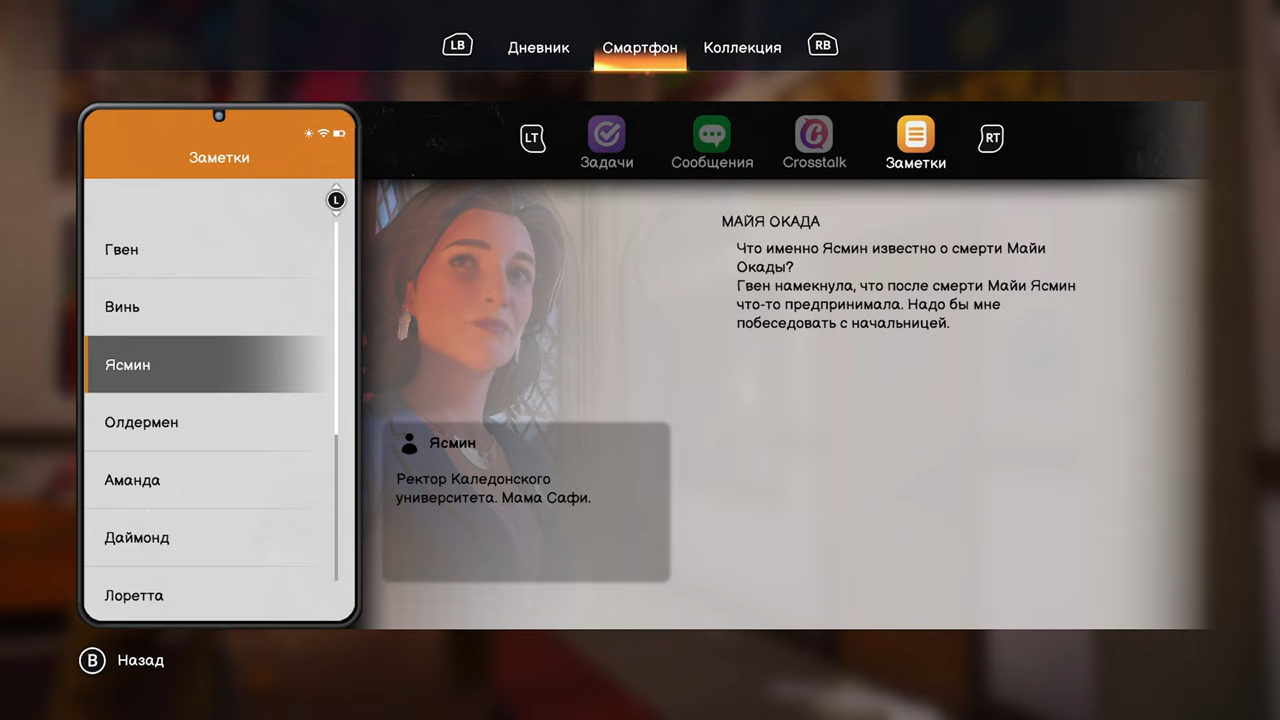 LB
Дневник
Смартфон
Коллекция
RB
Заметки
LT
Задачи
Сообщения
Crosstalk
Заметки
RT
L
Гвен
Винь
Ясмин
Олдермен
Аманда
Даймонд
Лоретта
Ясмин
Ректор Каледонского
университета. Мама Сафи.
МАЙЯ ОКАДА
Что именно Ясмин известно о смерти Майи
Окады?
Гвен намекнула, что после смерти Майи Ясмин
что-то предпринимала. Надо бы мне
побеседовать с начальницей.
B Назад